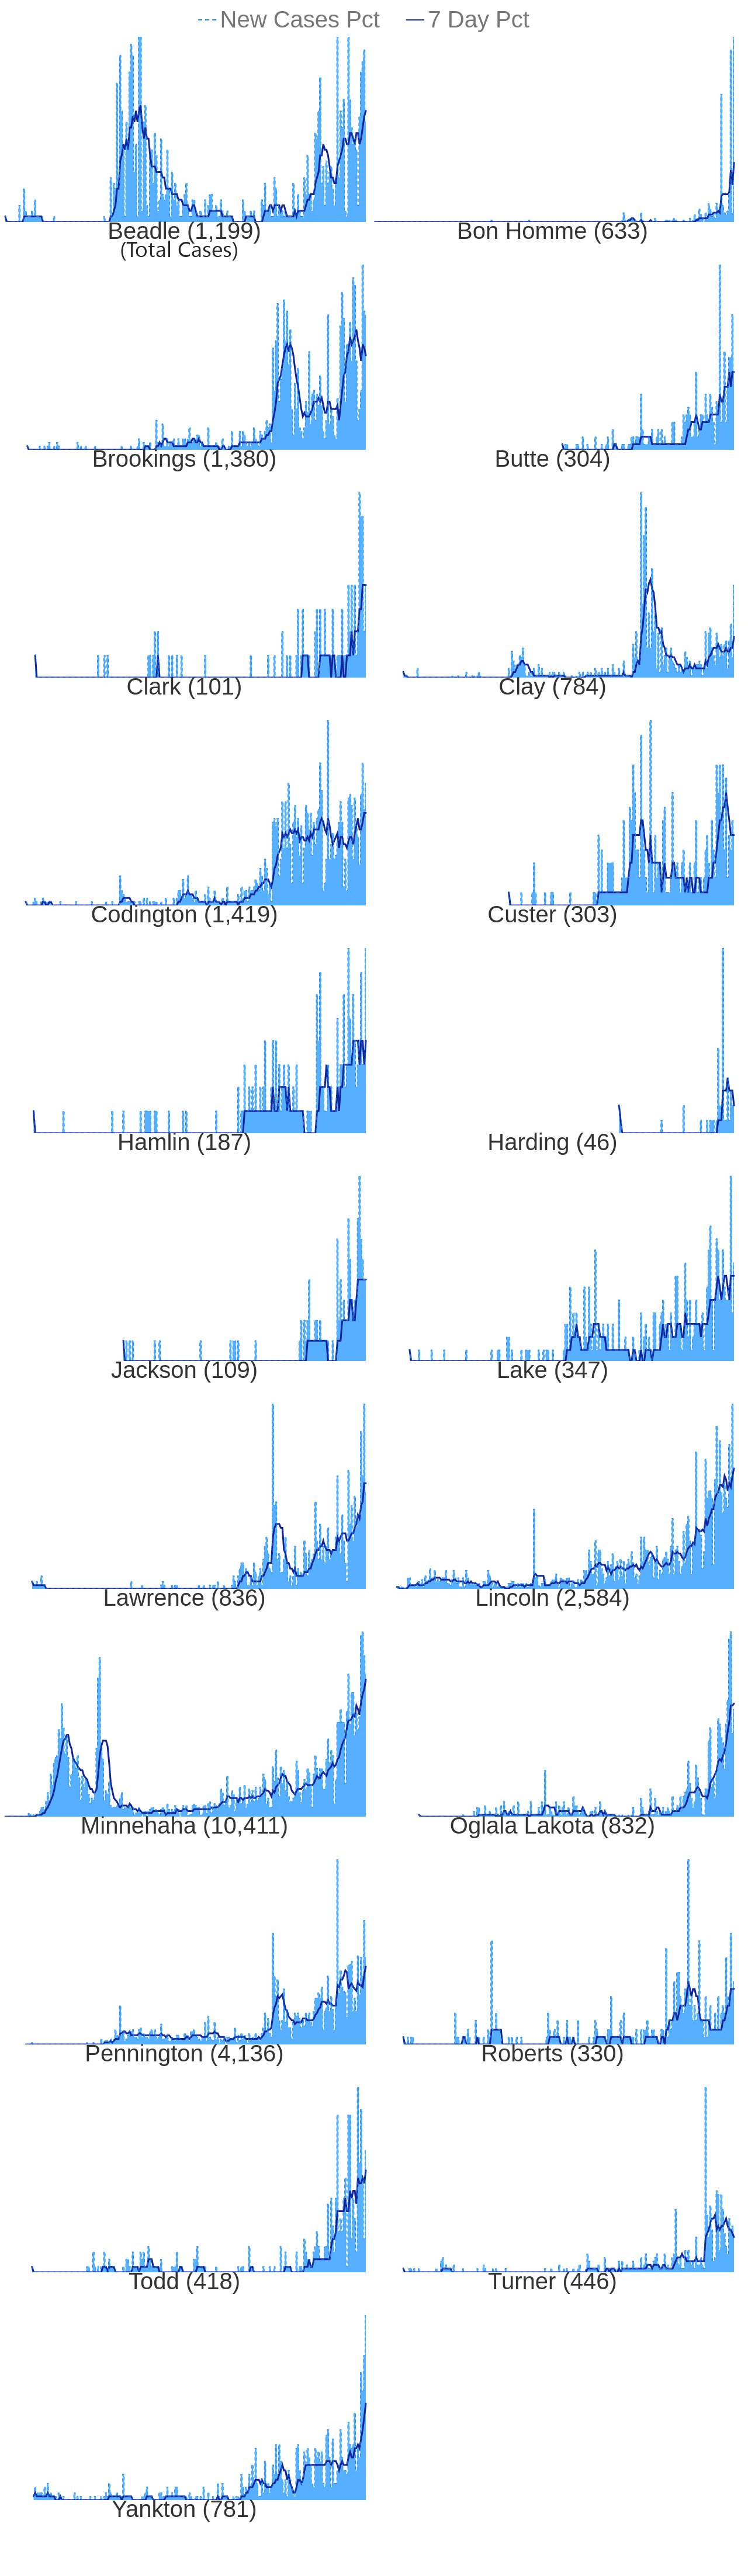 New Cases Pct 7 Day Pct
Beadle (1,199) Bon Homme (633)
(Total Cases)
Brookings (1,380) Butte (304)
Clark (101) Clay (784)
Codington (1,419) Custer (303)
Hamlin (187) Harding (46)
Jackson (109) Lake (347)
Lawrence (836) Lincoln (2,584)
Minnehaha (10,411) Oglala Lakota (832)
Pennington (4,136) Roberts (330)
Todd (418) Turner (446)
Yankton (781)